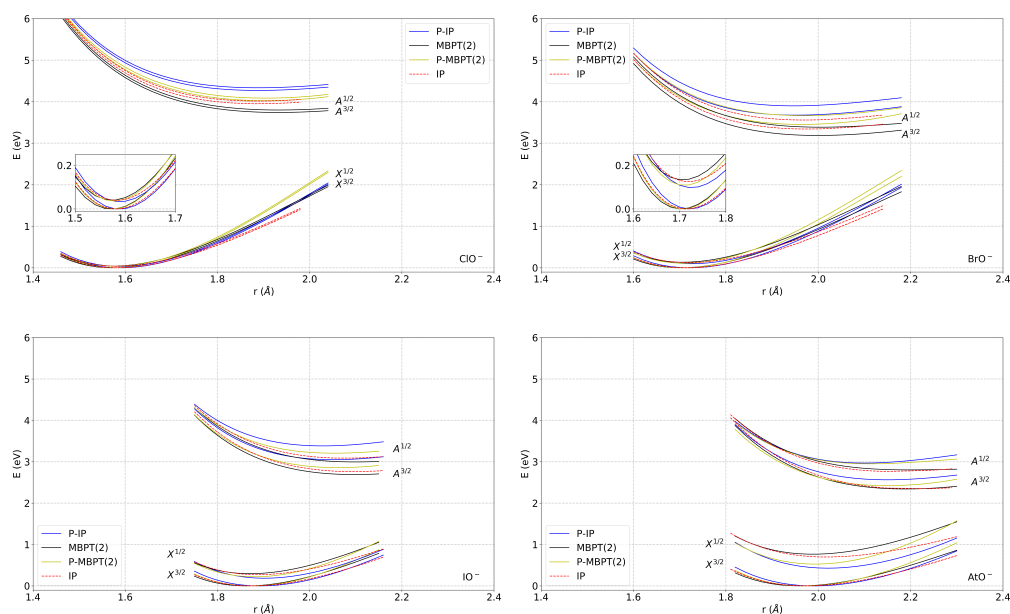 6
5
4
3
2
1
0
E (eV)
P-IP
MBPT(2)
P-MBPT(2)
IP
A^{1/2}
A^{3/2}
X^{1/2}
X^{3/2}
0.2
0.0
1.5
1.6
1.7
ClO⁻
1.4
1.6
1.8
2.0
2.2
2.4
r (Å)
6
5
4
3
2
1
0
E (eV)
P-IP
MBPT(2)
P-MBPT(2)
IP
A^{1/2}
A^{3/2}
0.2
0.0
1.6
1.7
1.8
X^{1/2}
X^{3/2}
BrO⁻
1.4
1.6
1.8
2.0
2.2
2.4
r (Å)
6
5
4
3
2
1
0
E (eV)
A^{1/2}
A^{3/2}
P-IP
MBPT(2)
P-MBPT(2)
IP
X^{1/2}
X^{3/2}
IO⁻
1.4
1.6
1.8
2.0
2.2
2.4
r (Å)
6
5
4
3
2
1
0
E (eV)
A^{1/2}
A^{3/2}
P-IP
MBPT(2)
P-MBPT(2)
IP
X^{1/2}
X^{3/2}
AtO⁻
1.4
1.6
1.8
2.0
2.2
2.4
r (Å)